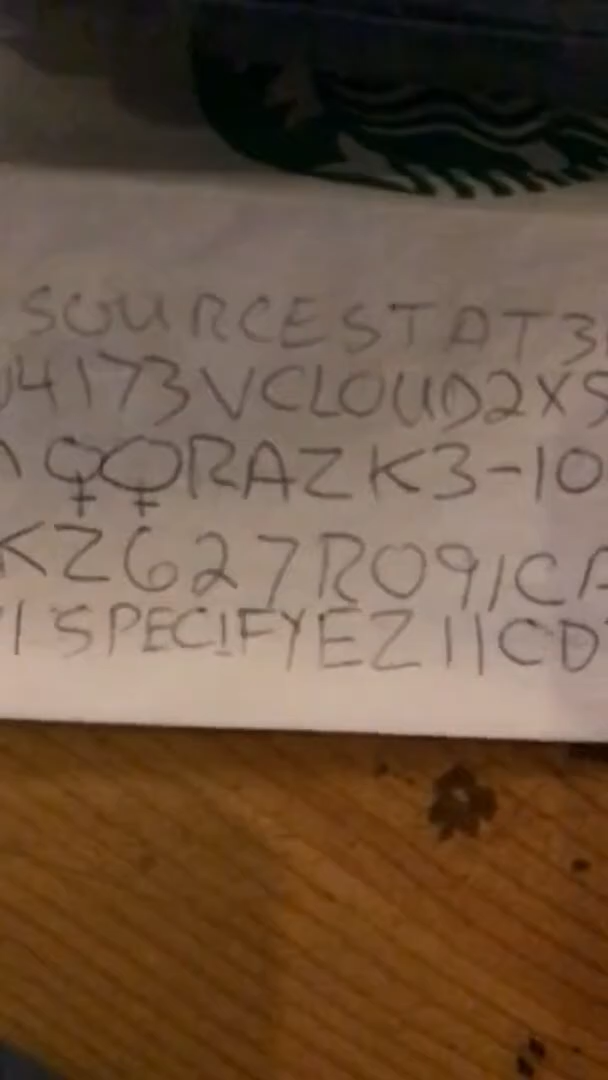 SOURCESTAT3
4173VCLOUD2XS
♀♀RAZK3-10
KZ627R091CA
1SPECIFYEZ11CD